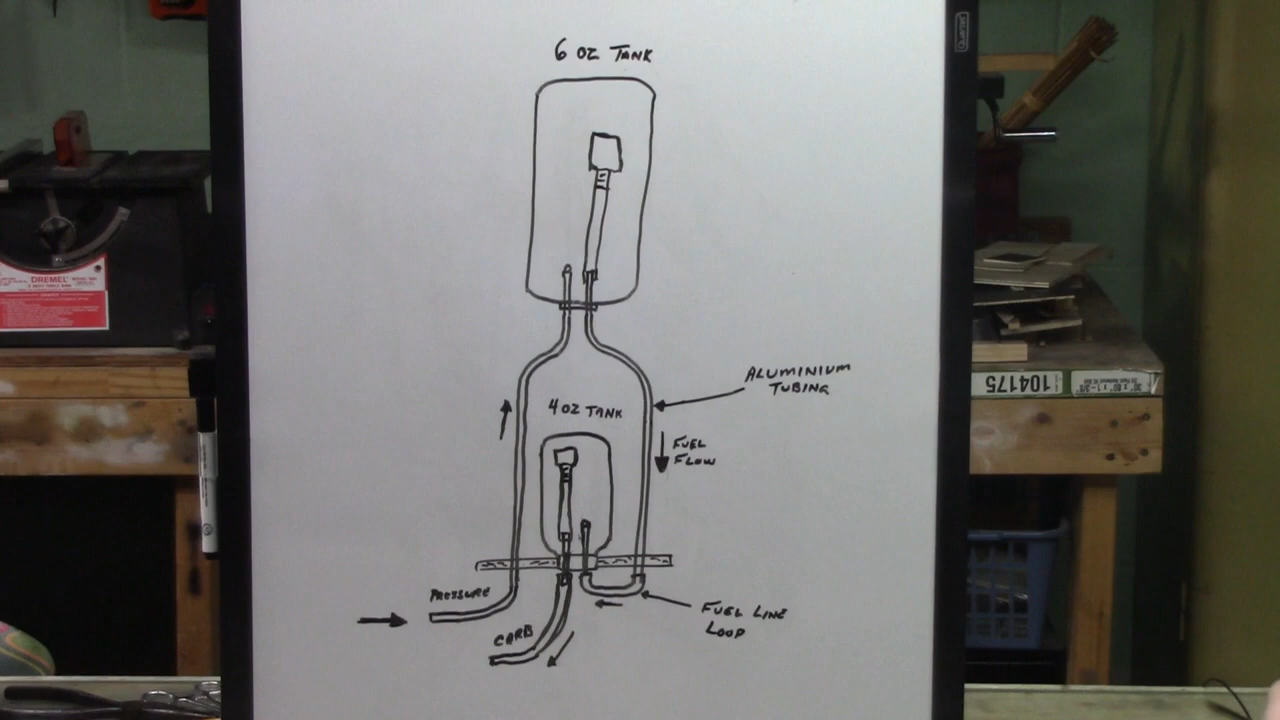 6 OZ TANK
ALUMINIUM
TUBING
4 OZ TANK
FUEL
FLOW
PRESSURE
CARB
FUEL LINE
LOOP
DREMEL
104175